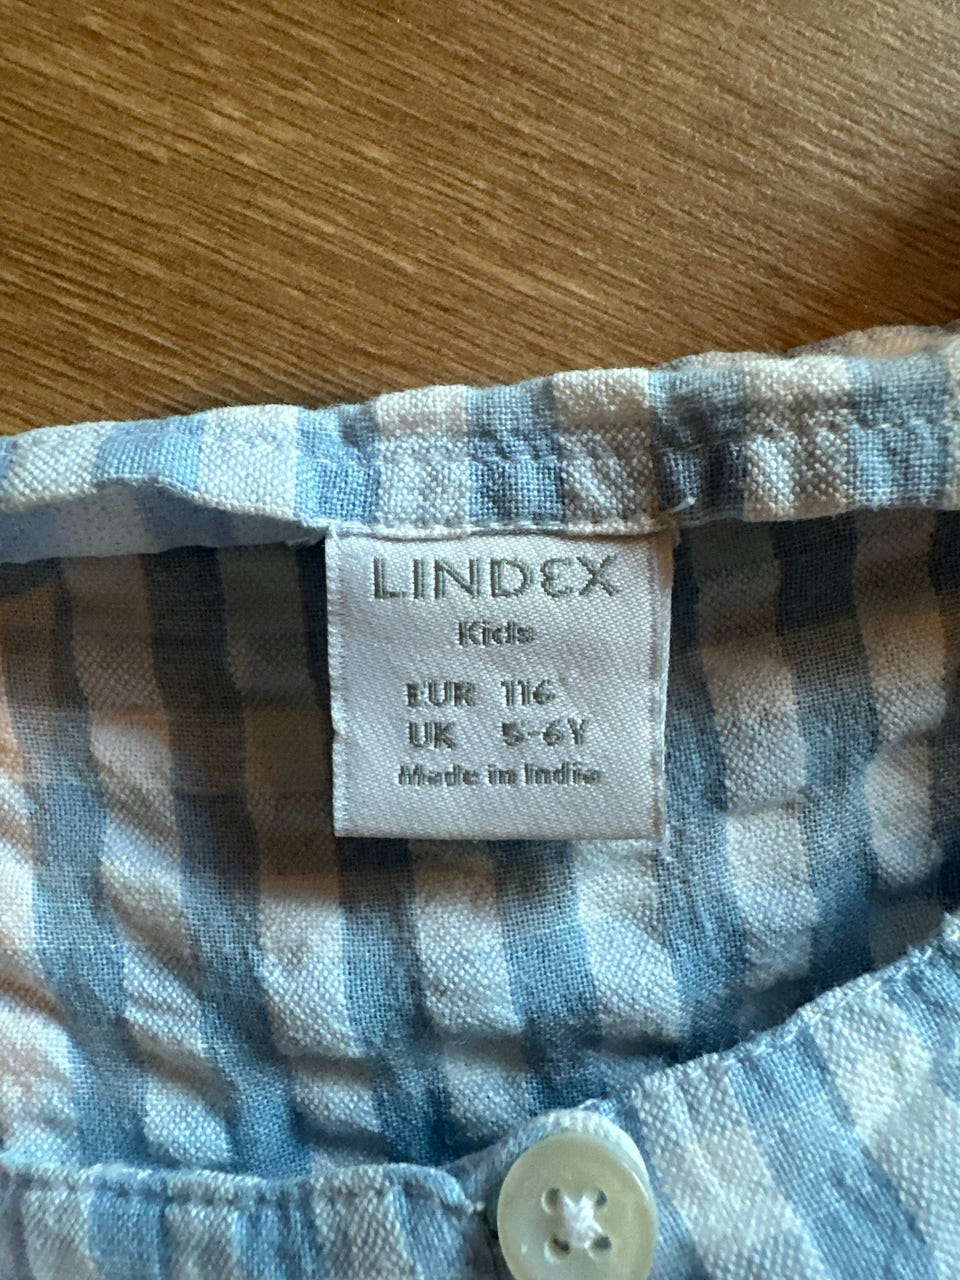 LINDEX
Kids
EUR 116
UK 5-6Y
Made in India